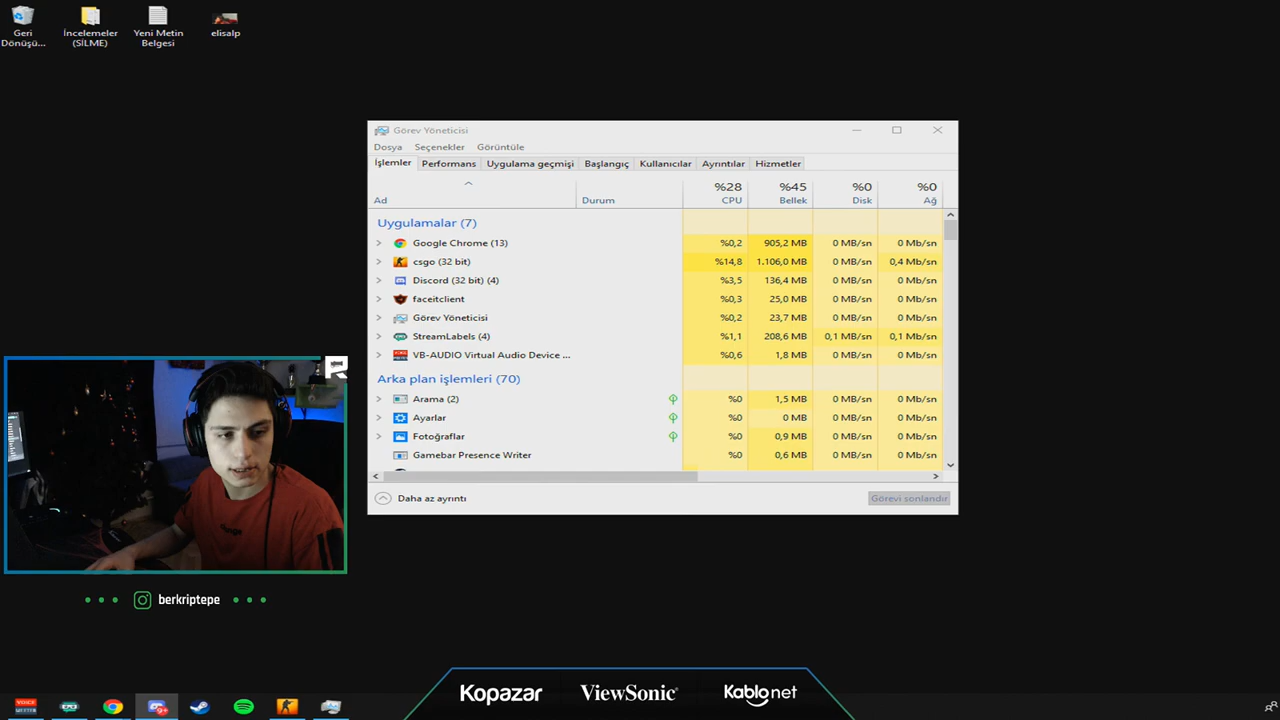 Geri
Dönüşü...
İncelemeler
(SİLME)
Yeni Metin
Belgesi
elisalp
Görev Yöneticisi
Dosya Seçenekler Görüntüle
İşlemler Performans Uygulama geçmişi Başlangıç Kullanıcılar Ayrıntılar Hizmetler
%28 %45 %0 %0
Ad Durum CPU Bellek Disk Ağ
Uygulamalar (7)
Google Chrome (13) %0,2 905,2 MB 0 MB/sn 0 Mb/sn
csgo (32 bit) %14,8 1.106,0 MB 0 MB/sn 0,4 Mb/sn
Discord (32 bit) (4) %3,5 136,4 MB 0 MB/sn 0 Mb/sn
faceitclient %0,3 25,0 MB 0 MB/sn 0 Mb/sn
Görev Yöneticisi %0,2 23,7 MB 0 MB/sn 0 Mb/sn
StreamLabels (4) %1,1 208,6 MB 0,1 MB/sn 0,1 Mb/sn
VB-AUDIO Virtual Audio Device ... %0,6 1,8 MB 0 MB/sn 0 Mb/sn
Arka plan işlemleri (70)
Arama (2) %0 1,5 MB 0 MB/sn 0 Mb/sn
Ayarlar %0 0 MB 0 MB/sn 0 Mb/sn
Fotoğraflar %0 0,9 MB 0 MB/sn 0 Mb/sn
Gamebar Presence Writer %0 0,6 MB 0 MB/sn 0 Mb/sn
Daha az ayrıntı Görevi sonlandır
berkriptepe
Kopazar ViewSonic Kablonet